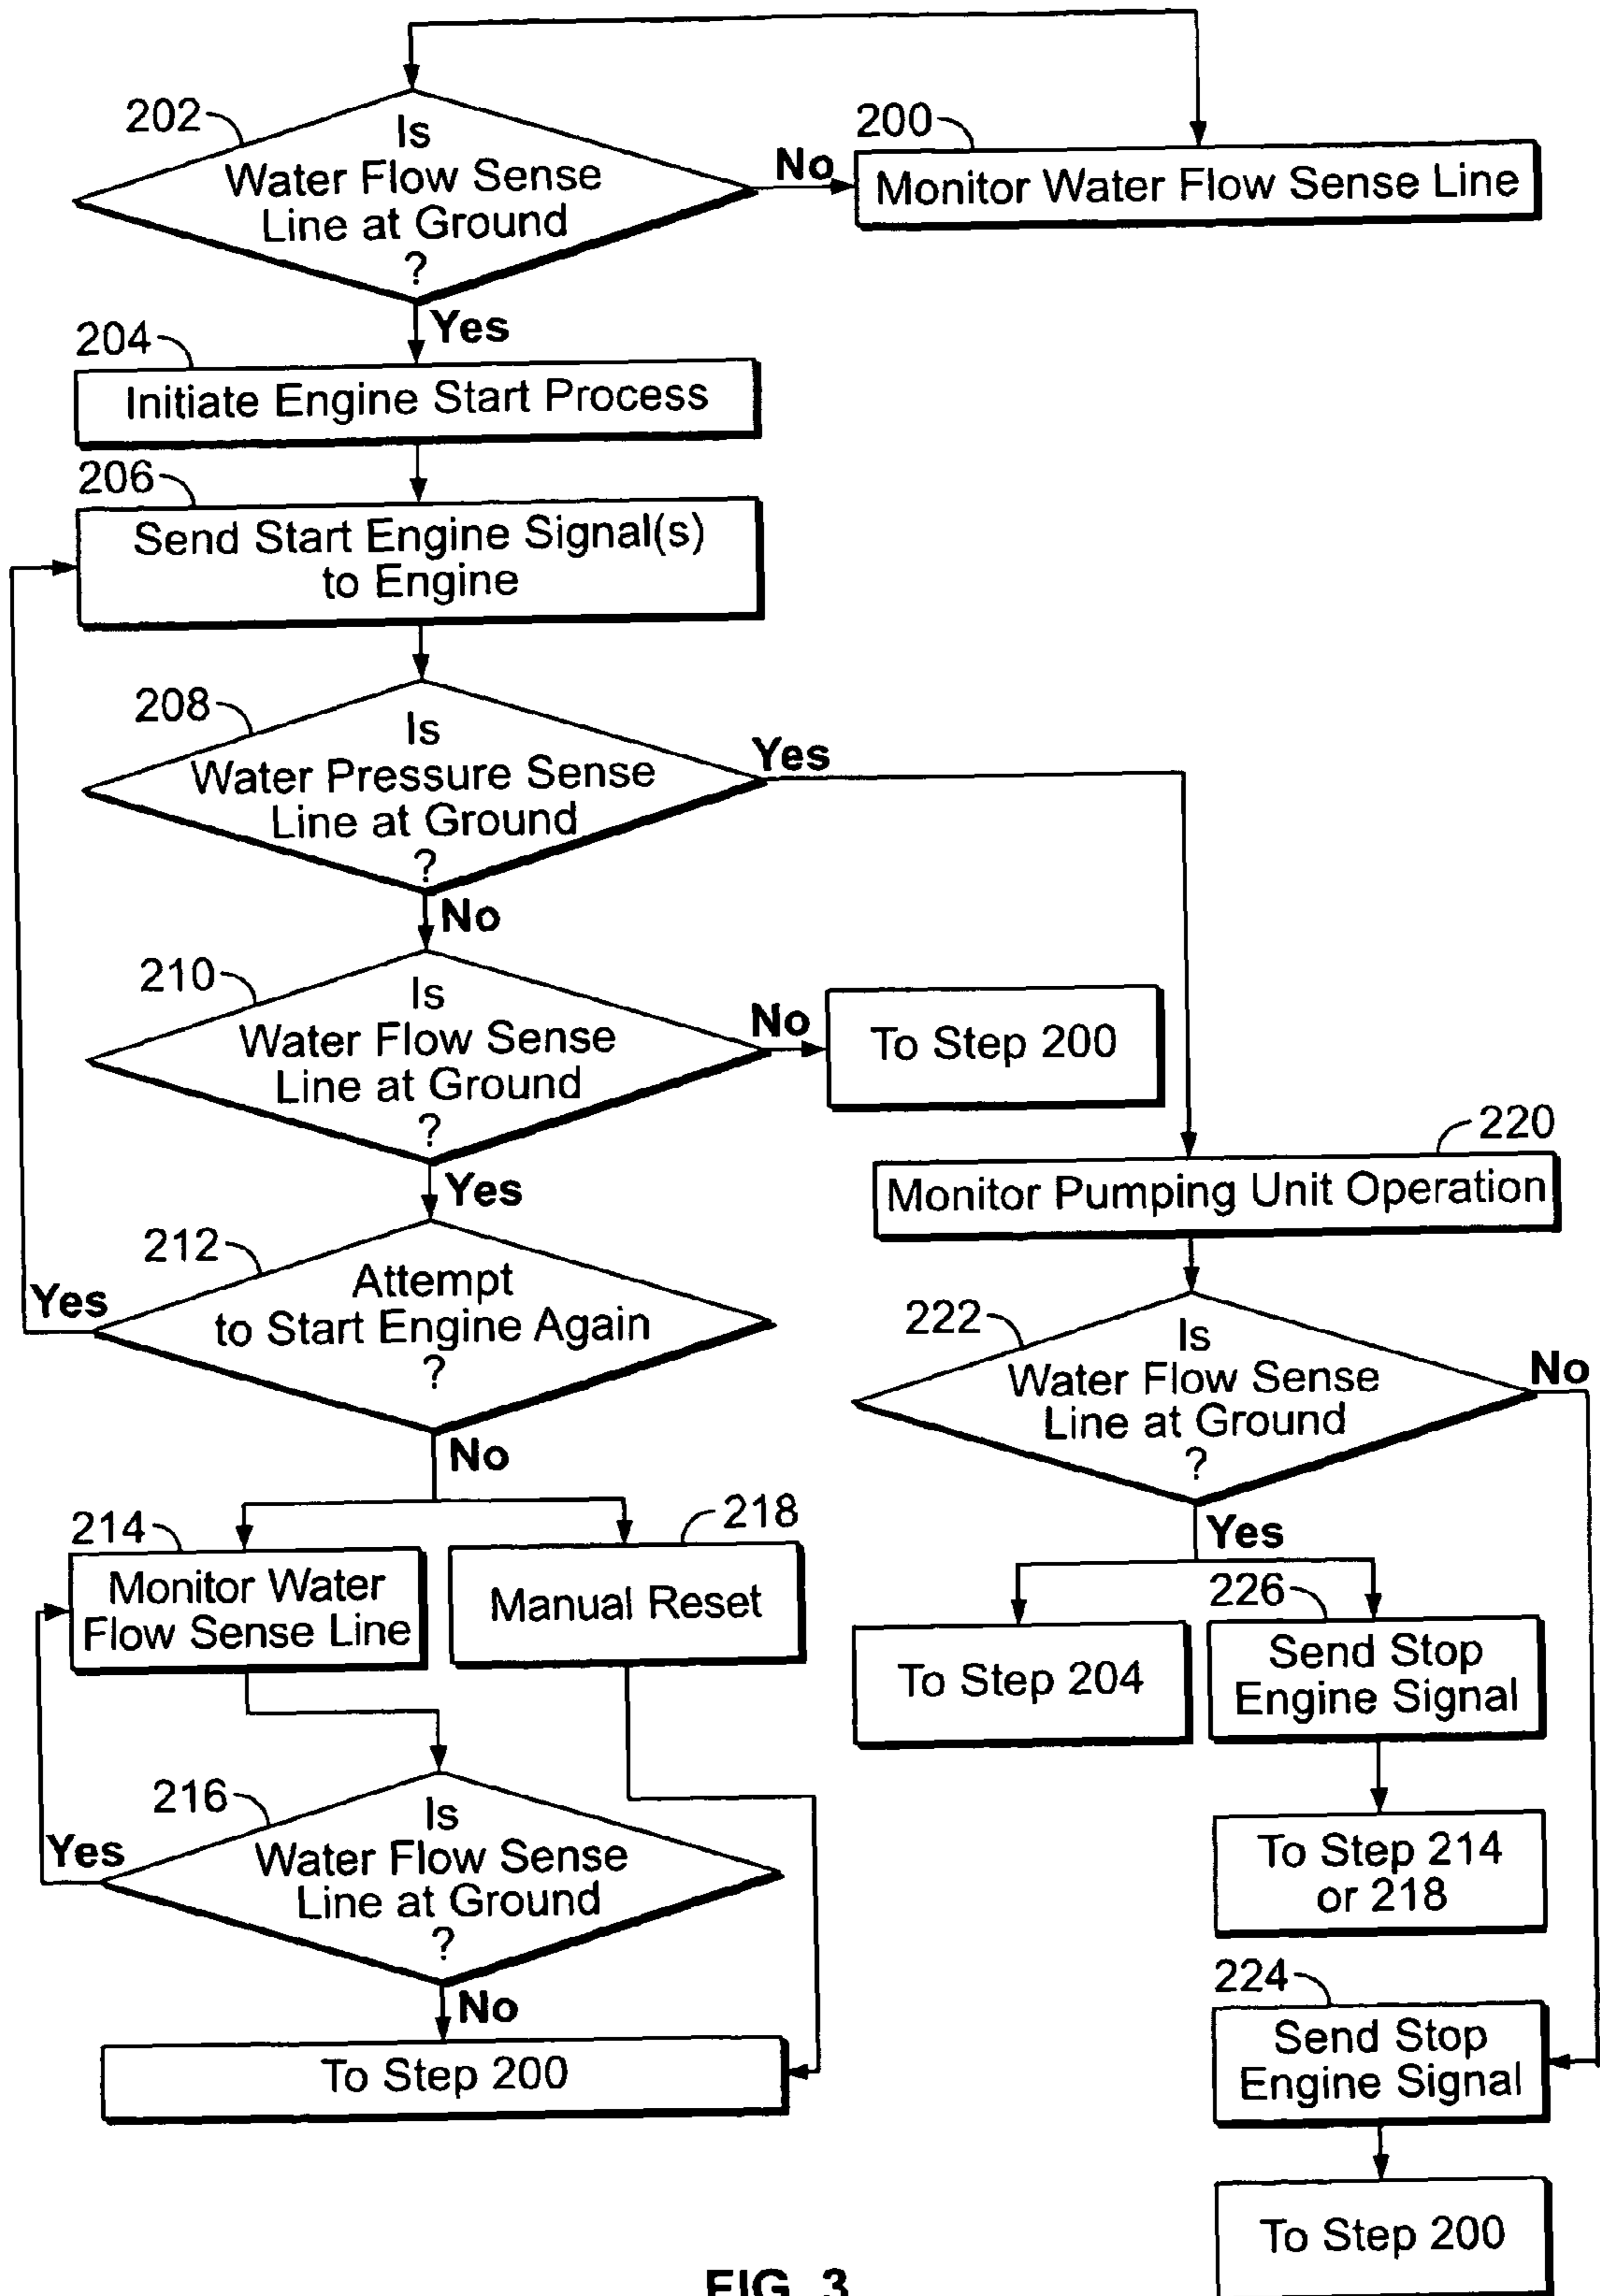 202
Is
Water Flow Sense
Line at Ground
?
No
200
Monitor Water Flow Sense Line
Yes
204
Initiate Engine Start Process
206
Send Start Engine Signal(s)
to Engine
208
Is
Water Pressure Sense
Line at Ground
?
Yes
No
210
Is
Water Flow Sense
Line at Ground
?
No
To Step 200
Yes
212
Attempt
to Start Engine Again
?
Yes
No
214
Monitor Water
Flow Sense Line
218
Manual Reset
216
Is
Water Flow Sense
Line at Ground
?
Yes
No
To Step 200
220
Monitor Pumping Unit Operation
222
Is
Water Flow Sense
Line at Ground
?
No
Yes
To Step 204
226
Send Stop
Engine Signal
To Step 214
or 218
224
Send Stop
Engine Signal
To Step 200
FIG. 3